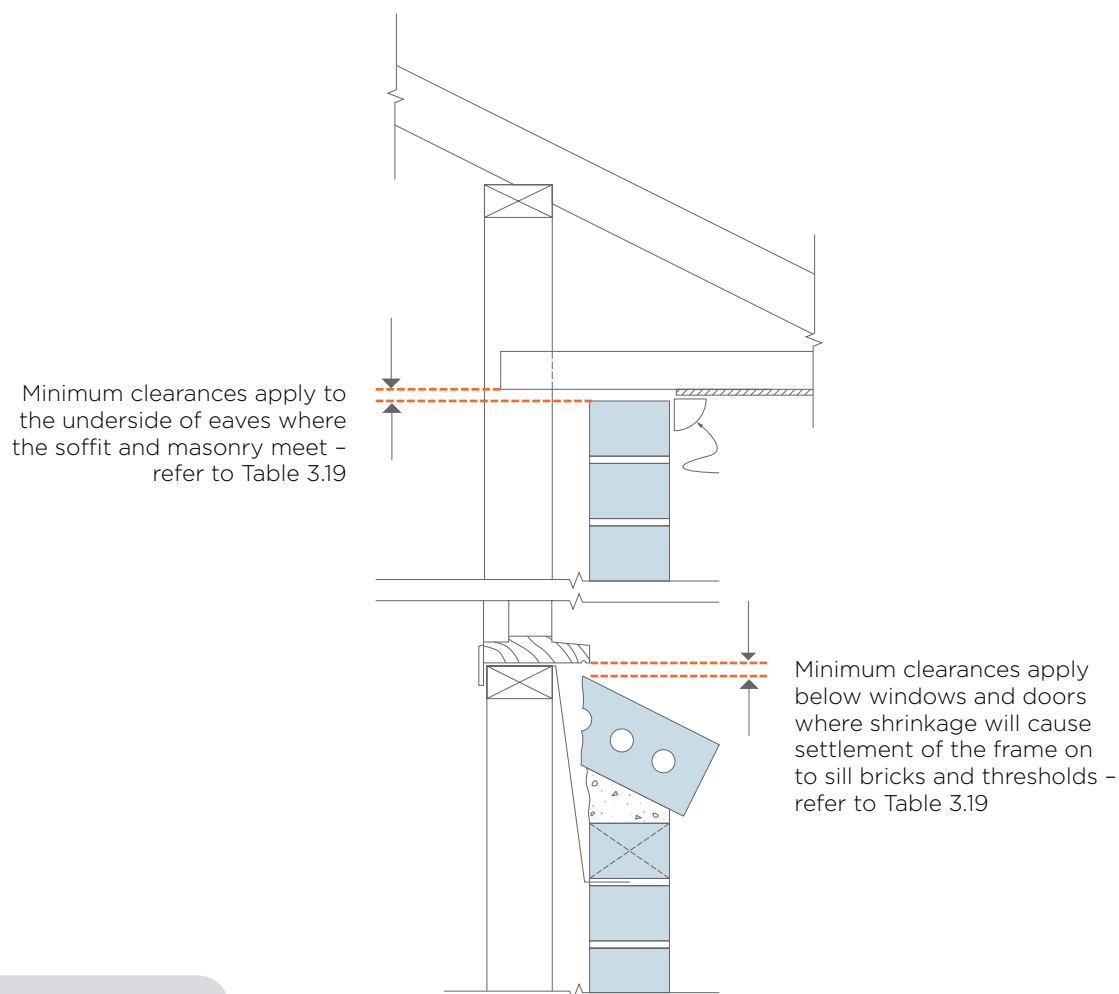 Minimum clearances apply to
the underside of eaves where
the soffit and masonry meet –
refer to Table 3.19
Minimum clearances apply
below windows and doors
where shrinkage will cause
settlement of the frame on
to sill bricks and thresholds –
refer to Table 3.19